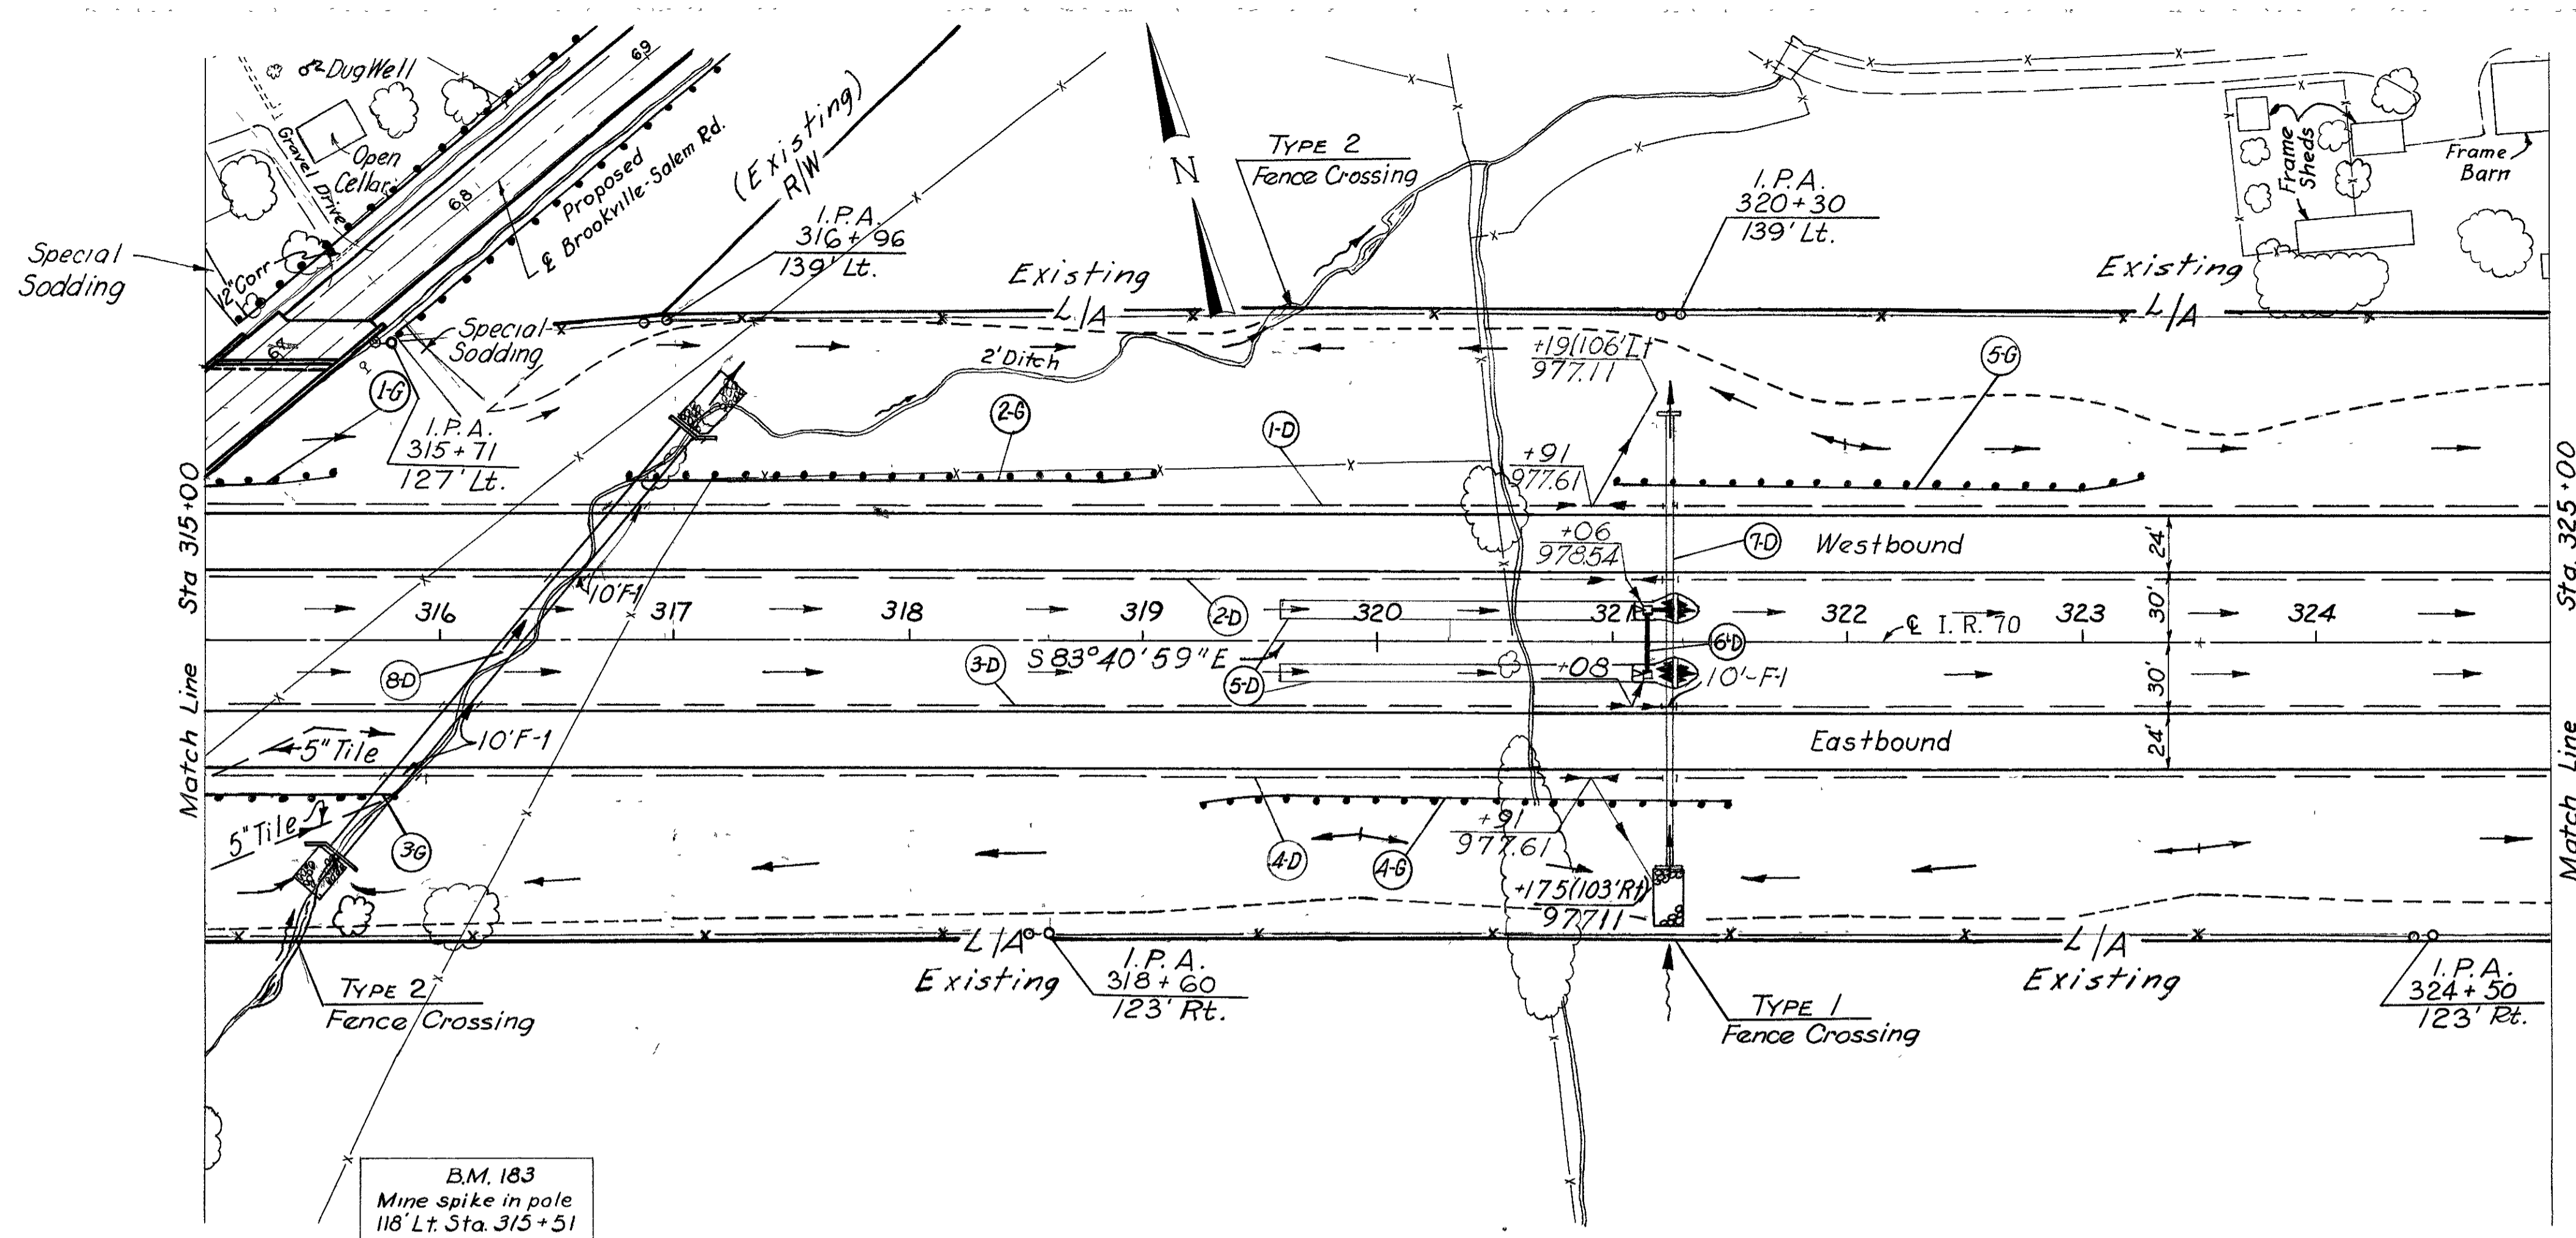 Dug Well
Open
Cellar
Gravel Drive
69
68
Proposed
Brookville-Salem Rd.
℄ Brookville-Salem Rd.
(Existing)
R/W
I.P.A.
316+96
139' Lt.
Special
Sodding
12" Corr
Special
Sodding
67
1-G
I.P.A.
315+71
127' Lt.
Existing
L/A
N
TYPE 2
Fence Crossing
I.P.A.
320+30
139' Lt.
Existing
L/A
Frame
Sheds
Frame
Barn
2' Ditch
2-G
1-D
+19(106' Lt
977.11
5-G
+91
977.61
+06
978.54
7-D
Westbound
24'
Match Line Sta 315+00
Match Line Sta. 325+00
10' F-1
316
317
318
319
320
321
322
323
324
2-D
30'
℄ I. R. 70
8-D
3-D
S 83° 40' 59" E
5-D
+08
6-D
10'-F-1
30'
5" Tile
10' F-1
Eastbound
24'
5" Tile
3-G
4-D
4-G
+91
977.61
+175(103' Rt)
977.11
L/A
Existing
I.P.A.
318+60
123' Rt.
TYPE 2
Fence Crossing
TYPE 1
Fence Crossing
L/A
Existing
I.P.A.
324+50
123' Rt.
B.M. 183
Mine spike in pole
118' Lt. Sta. 315+51